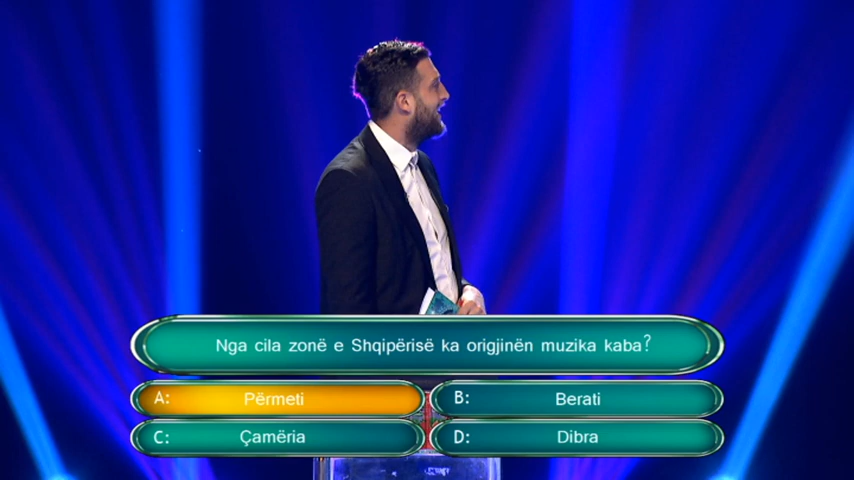 Nga cila zonë e Shqipërisë ka origjinën muzika kaba?
A: Përmeti
B: Berati
C: Çamëria
D: Dibra